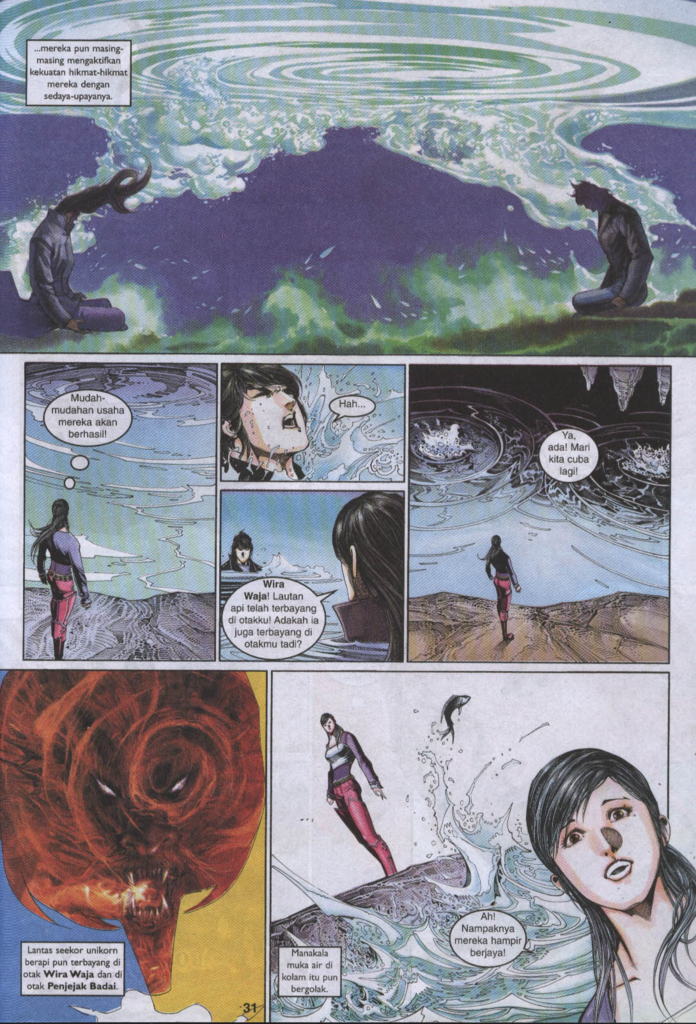 ...mereka pun masing-
masing mengaktifkan
kekuatan hikmat-hikmat
mereka dengan
sedaya-upayanya.
Mudah-
mudahan usaha
mereka akan
berhasil!
Hah...
Wira
Waja! Lautan
api telah terbayang
di otakku! Adakah ia
juga terbayang di
otakmu tadi?
Ya,
ada! Mari
kita cuba
lagi!
Lantas seekor unikorn
berapi pun terbayang di
otak Wira Waja dan di
otak Penjejak Badai.
Manakala
muka air di
kolam itu pun
bergolak.
Ah!
Nampaknya
mereka hampir
berjaya!
31